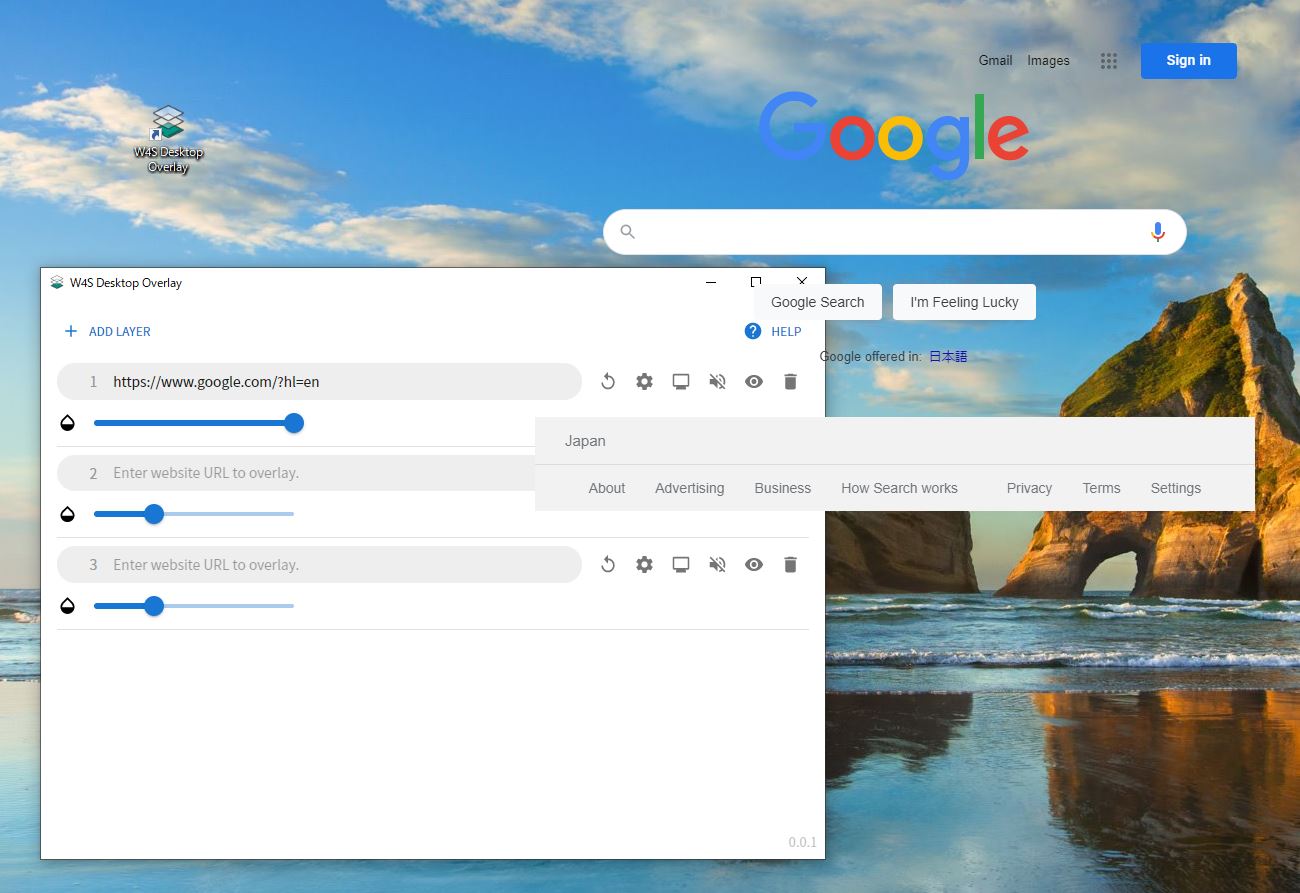 Gmail Images Sign in
Google
W4S Desktop
Overlay
W4S Desktop Overlay
Google Search I'm Feeling Lucky
ADD LAYER
? HELP
Google offered in: 日本語
1 https://www.google.com/?hl=en
Japan
2 Enter website URL to overlay.
About Advertising Business How Search works Privacy Terms Settings
3 Enter website URL to overlay.
0.0.1